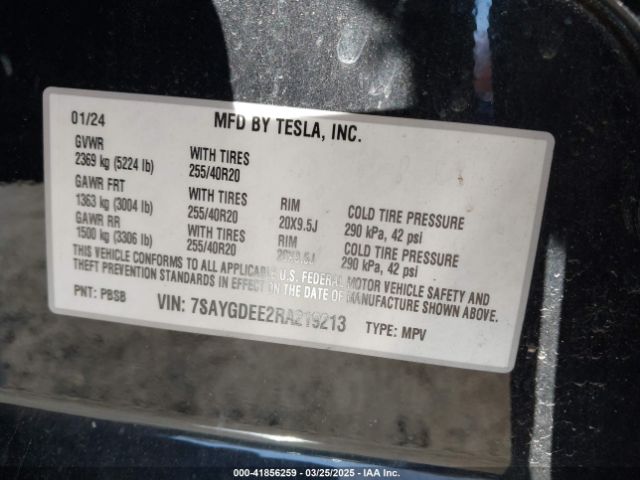 01/24 MFD BY TESLA, INC.
GVWR
2369 kg (5224 lb) WITH TIRES 255/40R20
GAWR FRT
1363 kg (3004 lb) WITH TIRES 255/40R20 RIM 20X9.5J COLD TIRE PRESSURE 290 kPa, 42 psi
GAWR RR
1500 kg (3306 lb) WITH TIRES 255/40R20 RIM 20X9.5J COLD TIRE PRESSURE 290 kPa, 42 psi
THIS VEHICLE CONFORMS TO ALL APPLICABLE U.S. FEDERAL MOTOR VEHICLE SAFETY AND
THEFT PREVENTION STANDARDS IN EFFECT ON THE DATE OF MANUFACTURE SHOWN ABOVE.
PNT: PBSB VIN: 7SAYGDEE2RA219213 TYPE: MPV
000-41856259 - 03/25/2025 - IAA, Inc.